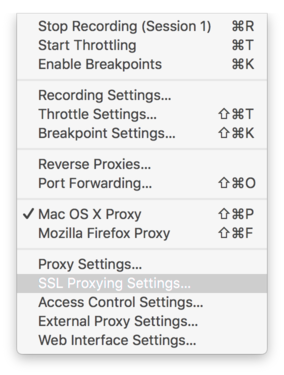 Stop Recording (Session 1) ⌘R
Start Throttling ⌘T
Enable Breakpoints ⌘K
Recording Settings...
Throttle Settings... ⇧⌘T
Breakpoint Settings... ⇧⌘K
Reverse Proxies...
Port Forwarding... ⇧⌘O
✓ Mac OS X Proxy ⇧⌘P
Mozilla Firefox Proxy ⇧⌘F
Proxy Settings...
SSL Proxying Settings...
Access Control Settings...
External Proxy Settings...
Web Interface Settings...